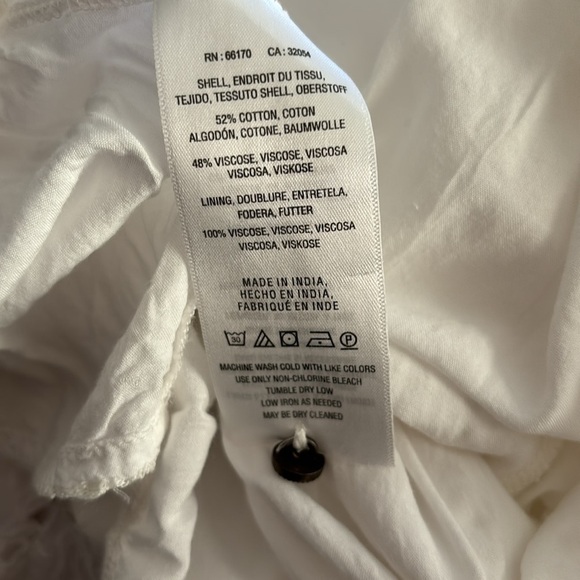 RN : 66170 CA : 32054
SHELL, ENDROIT DU TISSU,
TEJIDO, TESSUTO SHELL, OBERSTOFF
52% COTTON, COTON
ALGODÓN, COTONE, BAUMWOLLE
48% VISCOSE, VISCOSE, VISCOSA
VISCOSA, VISKOSE
LINING, DOUBLURE, ENTRETELA,
FODERA, FUTTER
100% VISCOSE, VISCOSE, VISCOSA
VISCOSA, VISKOSE
MADE IN INDIA,
HECHO EN INDIA,
FABRIQUÉ EN INDE
30 P
MACHINE WASH COLD WITH LIKE COLORS
USE ONLY NON-CHLORINE BLEACH
TUMBLE DRY LOW
LOW IRON AS NEEDED
MAY BE DRY CLEANED